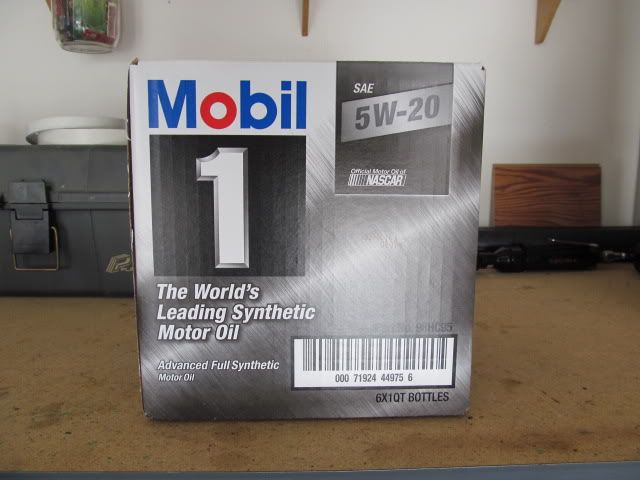 Mobil
1
SAE
5W-20
Official Motor Oil of
NASCAR
The World's
Leading Synthetic
Motor Oil
Advanced Full Synthetic
Motor Oil
000 71924 44975 6
6X1QT BOTTLES